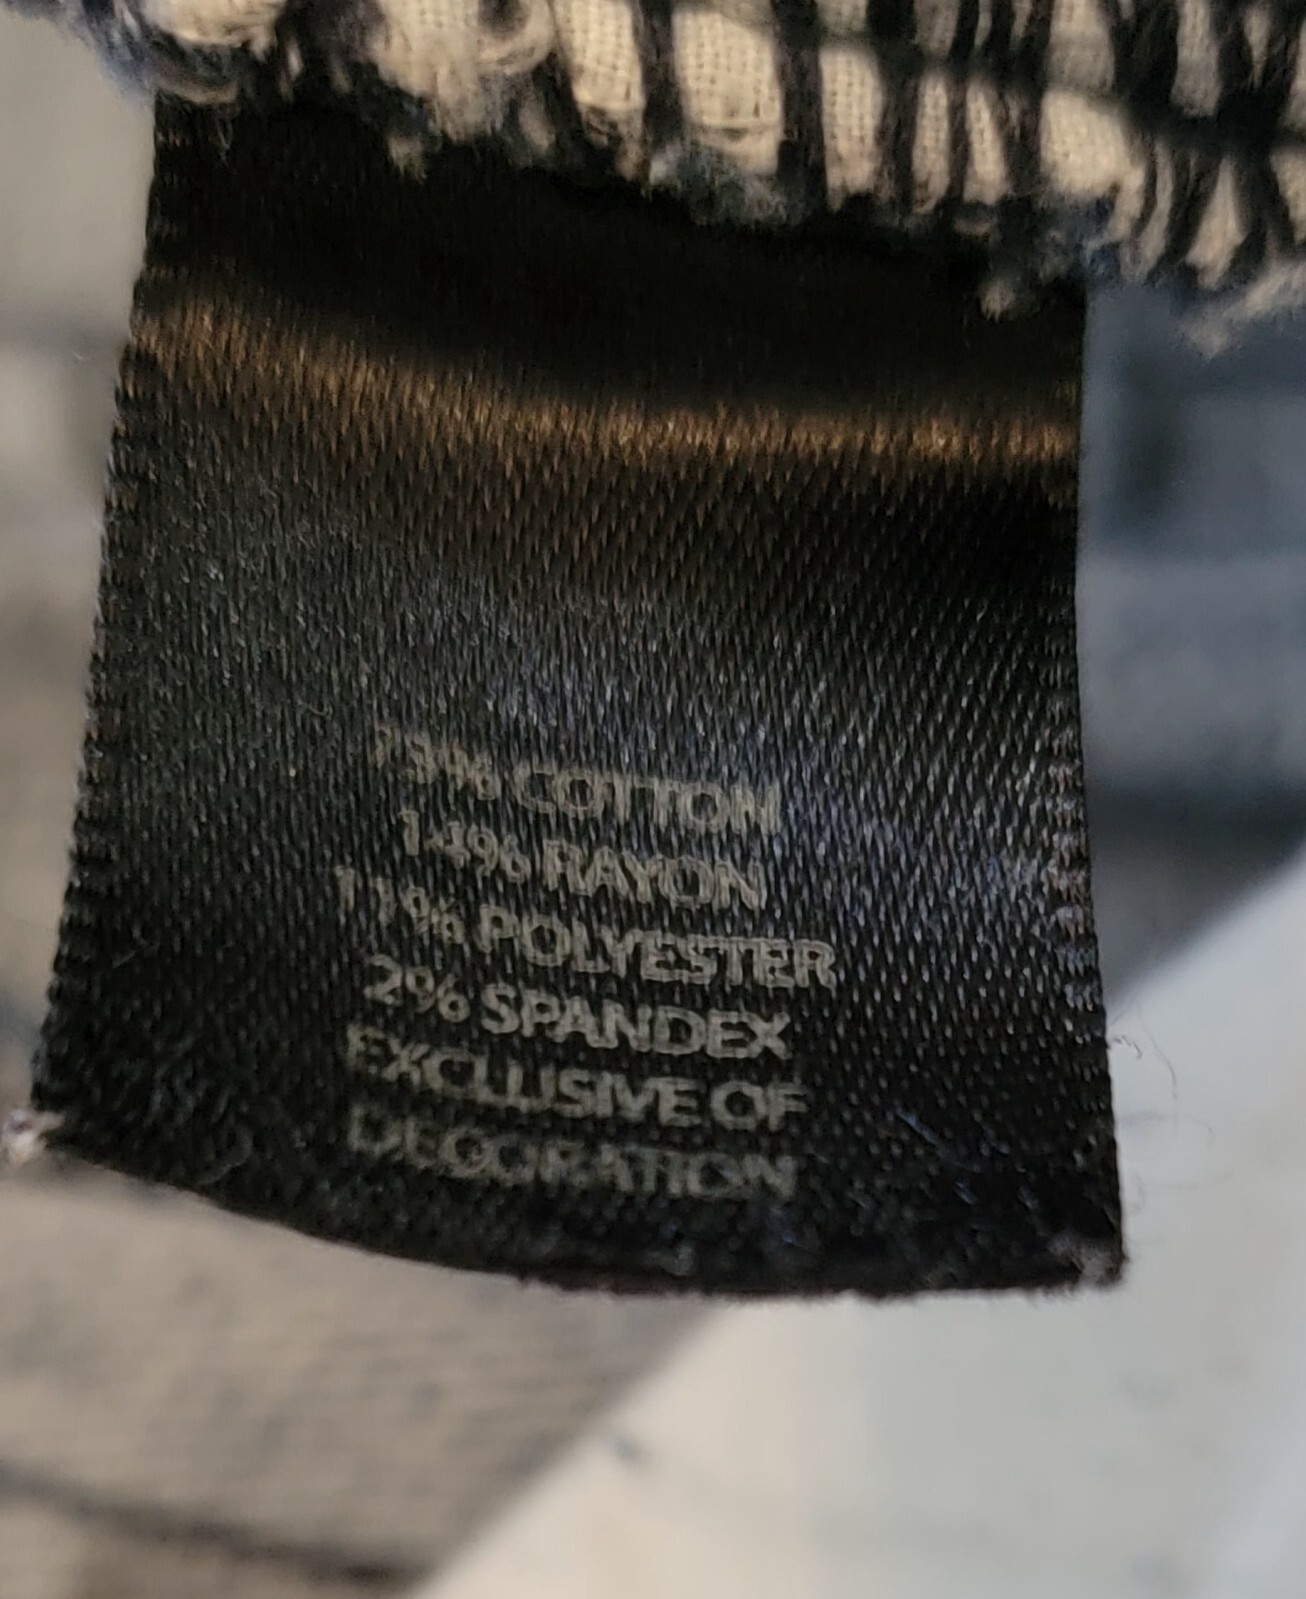 73% COTTON
14% RAYON
11% POLYESTER
2% SPANDEX
EXCLUSIVE OF
DECORATION